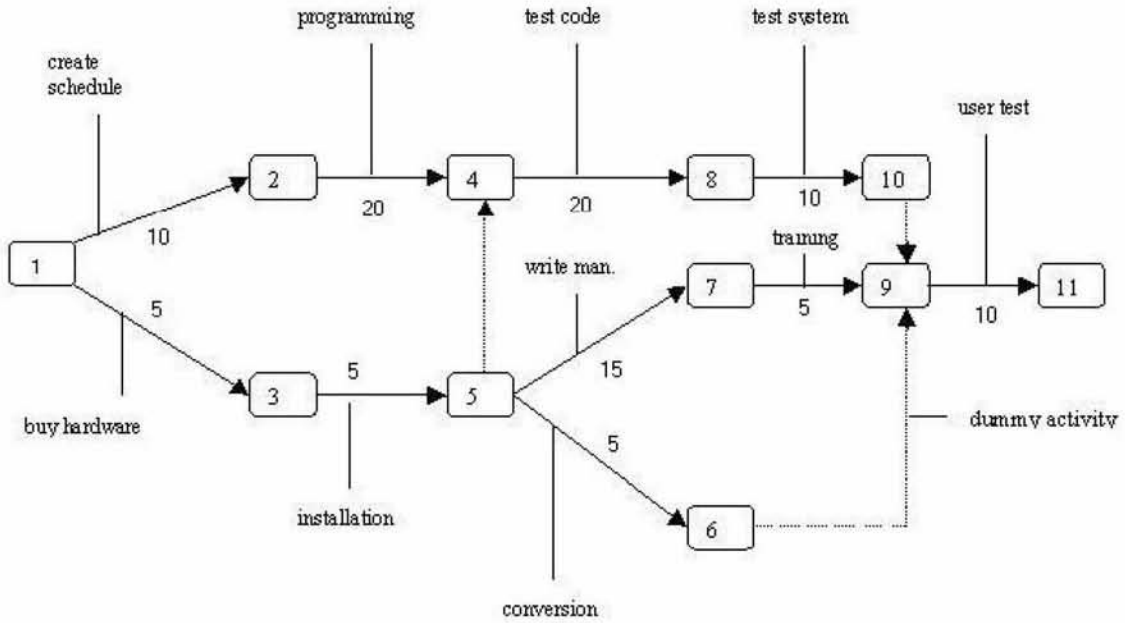 programming
test code
test system
create
schedule
user test
2
4
8
10
20
20
10
10
training
1
write man.
7
9
11
5
5
10
5
3
5
15
buy hardware
5
dummy activity
installation
6
conversion